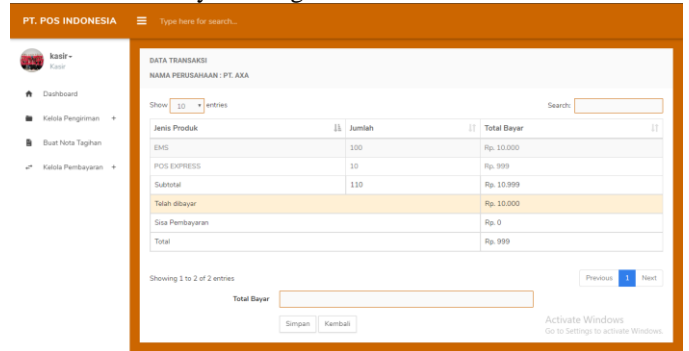 PT. POS INDONESIA
Type here for search...
kasir-
Kasir
Dashboard
Kelola Pengiriman +
Buat Nota Tagihan
Kelola Pembayaran +
DATA TRANSAKSI
NAMA PERUSAHAAN : PT. AXA
Show 10 entries
Search:
Jenis Produk Jumlah Total Bayar
EMS 100 Rp. 10.000
POS EXPRESS 10 Rp. 999
Subtotal 110 Rp. 10.999
Telah dibayar Rp. 10.000
Sisa Pembayaran Rp. 0
Total Rp. 999
Showing 1 to 2 of 2 entries
Previous 1 Next
Total Bayar
Simpan Kembali
Activate Windows
Go to Settings to activate Windows.